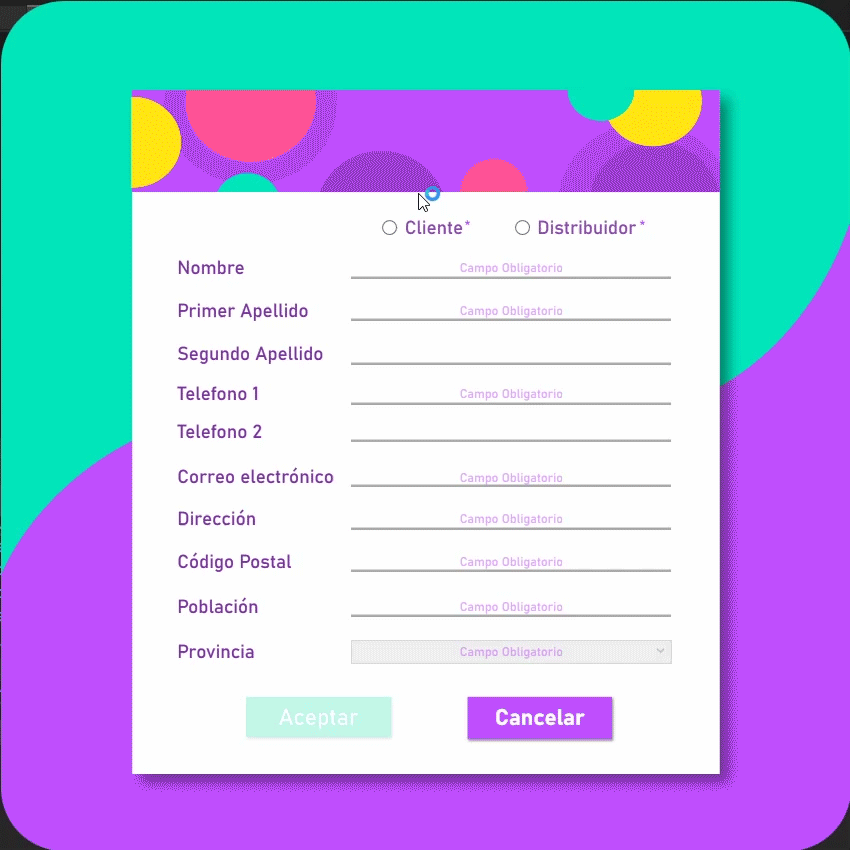 Cliente* Distribuidor*
Nombre Campo Obligatorio
Primer Apellido Campo Obligatorio
Segundo Apellido
Telefono 1 Campo Obligatorio
Telefono 2
Correo electrónico Campo Obligatorio
Dirección Campo Obligatorio
Código Postal Campo Obligatorio
Población Campo Obligatorio
Provincia Campo Obligatorio
Aceptar Cancelar